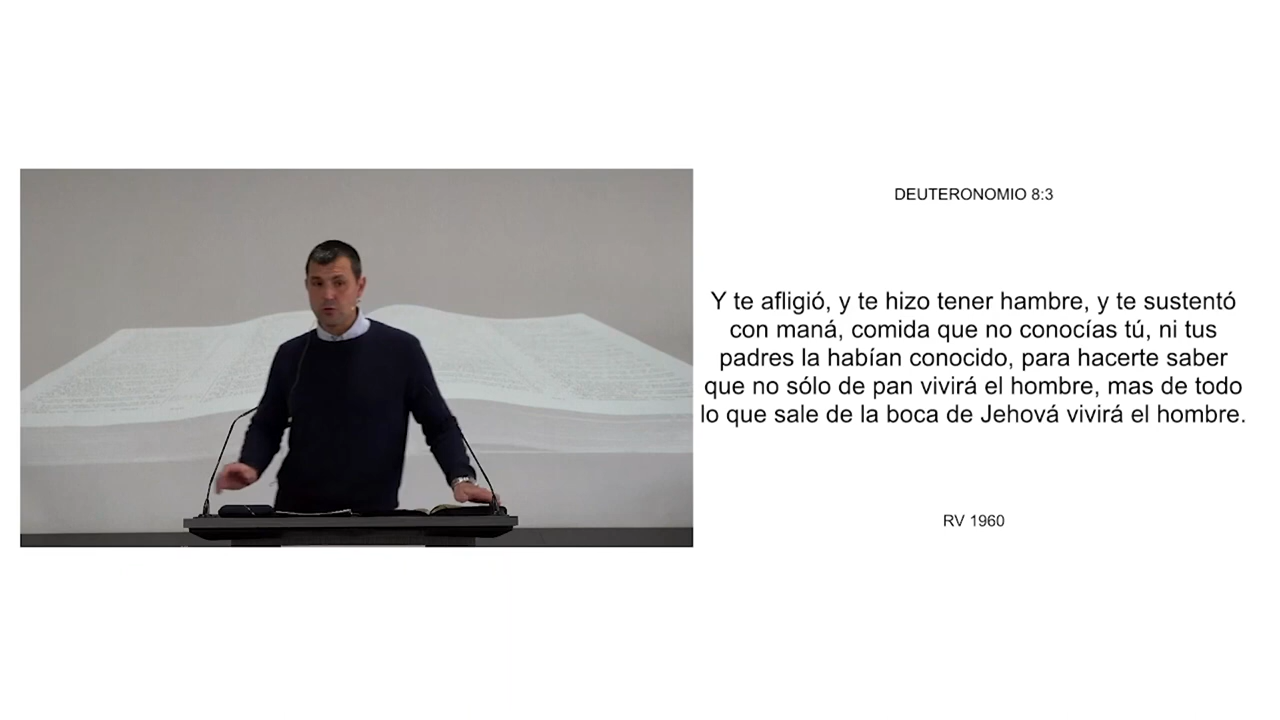 DEUTERONOMIO 8:3
Y te afligió, y te hizo tener hambre, y te sustentó
con maná, comida que no conocías tú, ni tus
padres la habían conocido, para hacerte saber
que no sólo de pan vivirá el hombre, mas de todo
lo que sale de la boca de Jehová vivirá el hombre.
RV 1960